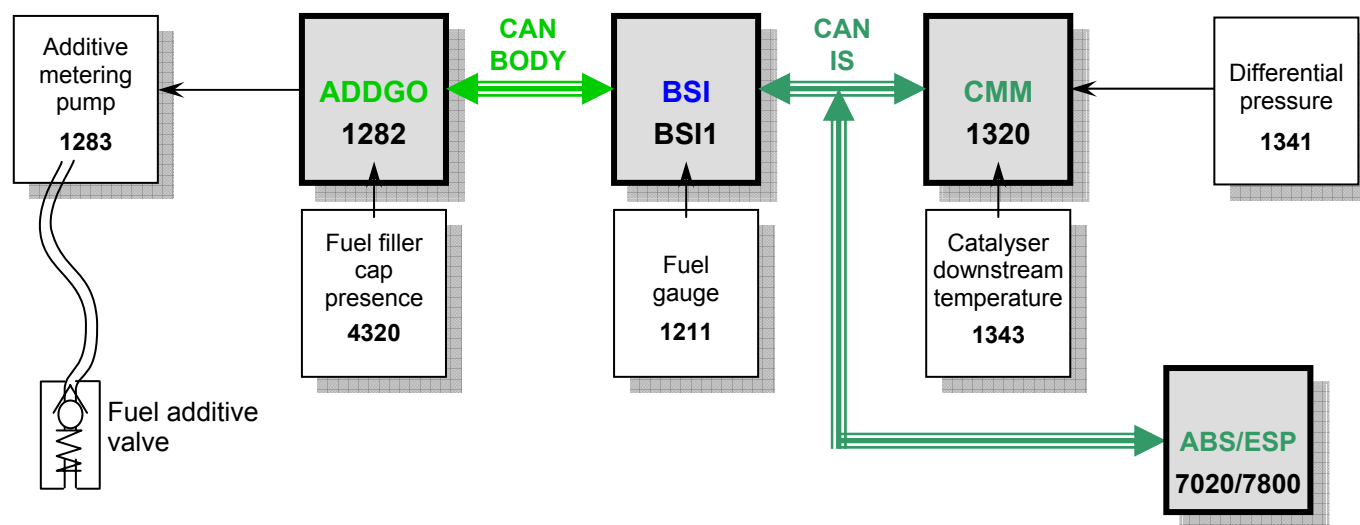 Additive
metering
pump
1283
ADDGO
1282
CAN
BODY
BSI
BSI1
CAN
IS
CMM
1320
Differential
pressure
1341
Fuel filler
cap
presence
4320
Fuel
gauge
1211
Catalyser
downstream
temperature
1343
Fuel additive
valve
ABS/ESP
7020/7800